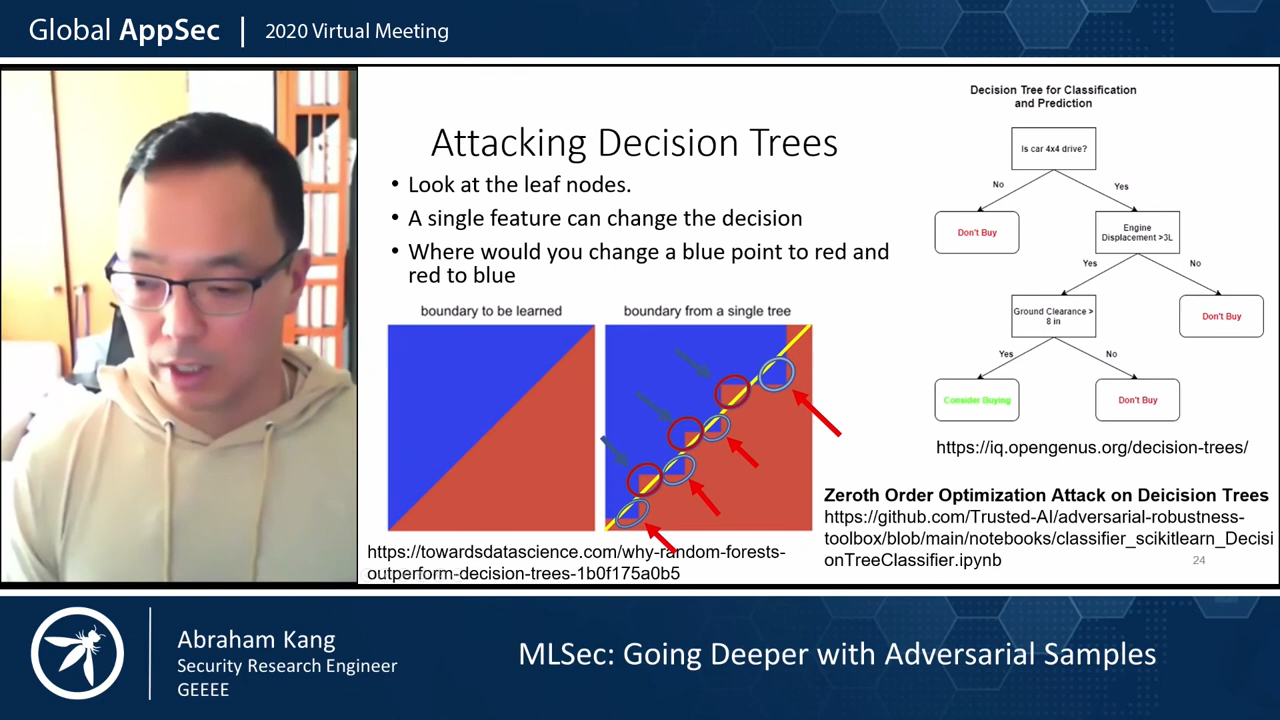 Global AppSec | 2020 Virtual Meeting
Attacking Decision Trees
• Look at the leaf nodes.
• A single feature can change the decision
• Where would you change a blue point to red and
red to blue
boundary to be learned
boundary from a single tree
https://towardsdatascience.com/why-random-forests-
outperform-decision-trees-1b0f175a0b5
Decision Tree for Classification
and Prediction
Is car 4x4 drive?
No
Yes
Don't Buy
Engine
Displacement >3L
Yes
No
Ground Clearance >
8 in
Don't Buy
Yes
No
Consider Buying
Don't Buy
https://iq.opengenus.org/decision-trees/
Zeroth Order Optimization Attack on Deicision Trees
https://github.com/Trusted-AI/adversarial-robustness-
toolbox/blob/main/notebooks/classifier_scikitlearn_Decisi
onTreeClassifier.ipynb
24
Abraham Kang
Security Research Engineer
GEEEE
MLSec: Going Deeper with Adversarial Samples